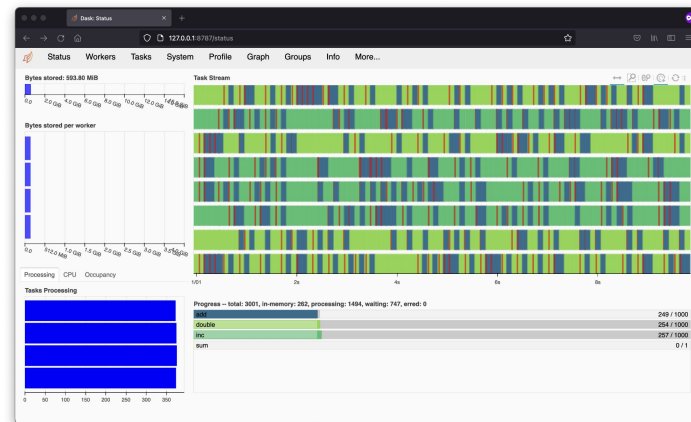 Dask: Status
127.0.0.1:8787/status
Status Workers Tasks System Profile Graph Groups Info More...
Bytes stored: 593.80 MiB
0.0 2.0 GiB 4.0 GiB 6.0 GiB 8.0 GiB 10.0 GiB 12.0 GiB
Bytes stored per worker
0.0 512.0 MiB 1.0 GiB 1.5 GiB 2.0 GiB 2.5 GiB 3.0 GiB
Processing CPU Occupancy
Tasks Processing
0 50 100 150 200 250 300 350
Task Stream
1/01 2s 4s 6s 8s
Progress -- total: 3001, in-memory: 262, processing: 1494, waiting: 747, erred: 0
add 249 / 1000
double 254 / 1000
inc 257 / 1000
sum 0 / 1